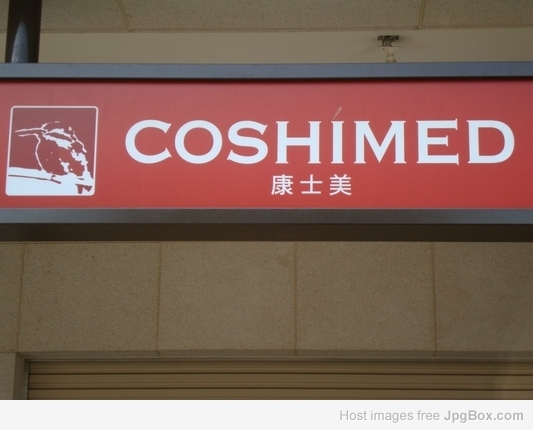 COSHIMED
康士美
Host images free JpgBox.com